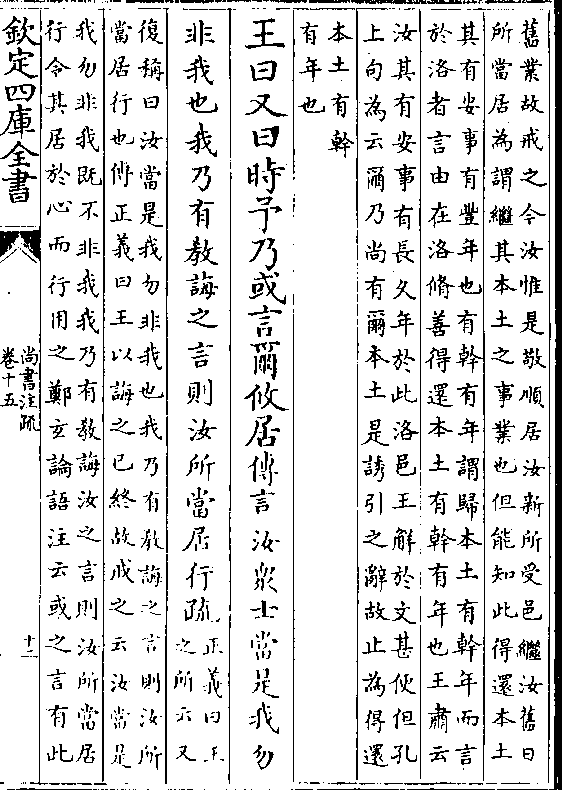 舊業故戒之今汝惟是敬順居汝新所受邑繼汝舊日
所當居為謂繼其本土之事業也但能知此得還本土
其有安事有豐年也有幹有年謂歸本土有幹年而言
於洛者言由在洛脩善得還本土有幹有年也王肅云
汝其有安事有長久年於此洛邑王解於文甚便但孔
上句為云爾乃尚有爾本土是誘引之辭故止為得還
本土有幹
有年也
王曰又曰時予乃或言爾攸居傳言汝眾士當是我勿
非我也我乃有教誨之言則汝所當居行疏正義曰王
之所云又
復稱曰汝當是我勿非我也我乃有教誨之言則汝所
當居行也傳正義曰王以誨之已終故戒之云汝當是
我勿非我既不非我我乃有教誨汝之言則汝所當居
行令其居於心而行用之鄭玄論語注云或之言有此
欽定四庫全書
尚書注疏
卷十五
十二